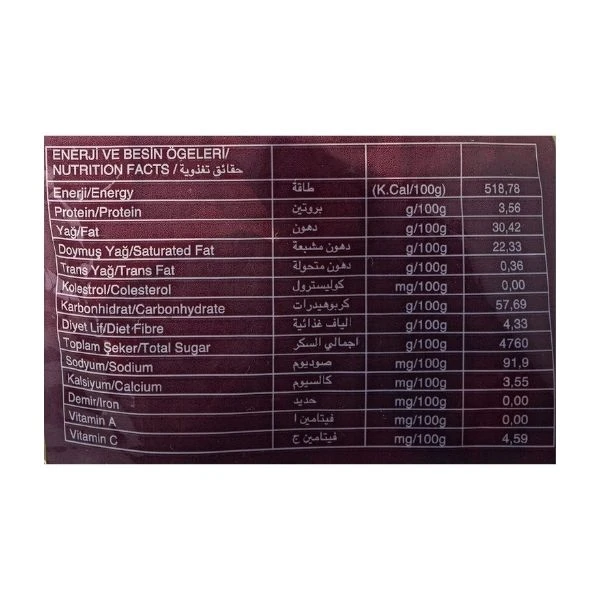 ENERJİ VE BESİN ÖGELERİ/
NUTRITION FACTS / حقائق تغذوية
Enerji/Energy طاقة (K.Cal/100g) 518,78
Protein/Protein بروتين g/100g 3,56
Yağ/Fat دهون g/100g 30,42
Doymuş Yağ/Saturated Fat دهون مشبعة g/100g 22,33
Trans Yağ/Trans Fat دهون متحولة g/100g 0,36
Kolestrol/Colesterol كوليسترول mg/100g 0,00
Karbonhidrat/Carbonhydrate كربوهيدرات g/100g 57,69
Diyet Lif/Diet Fibre الياف غذائية g/100g 4,33
Toplam Şeker/Total Sugar اجمالي السكر g/100g 4760
Sodyum/Sodium صوديوم mg/100g 91,9
Kalsiyum/Calcium كالسيوم mg/100g 3,55
Demir/Iron حديد mg/100g 0,00
Vitamin A فيتامين ا mg/100g 0,00
Vitamin C فيتامين ج mg/100g 4,59